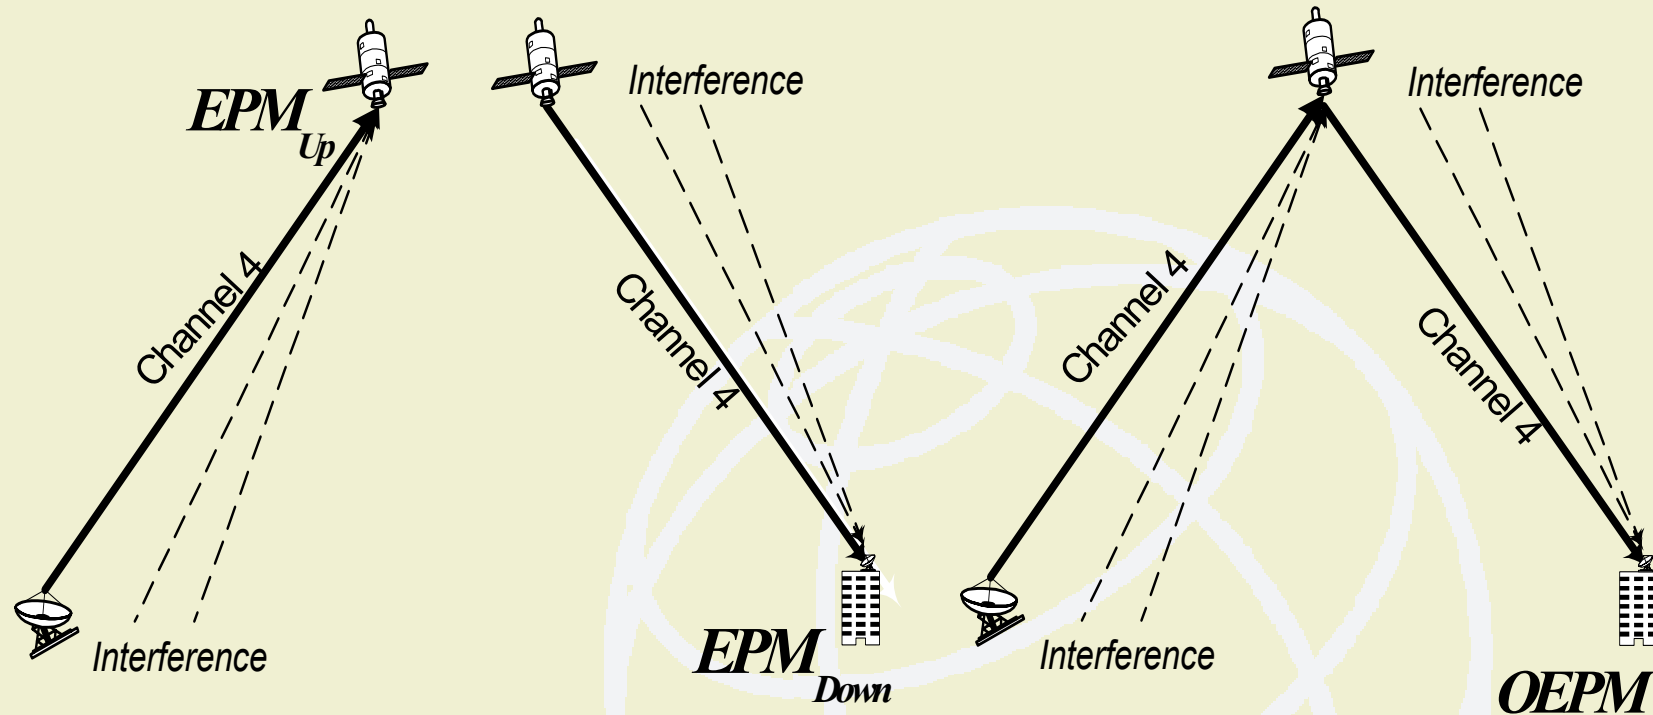 EPM Up
Channel 4
Interference
Interference
Channel 4
EPM Down
Channel 4
Interference
Interference
Channel 4
OEPM